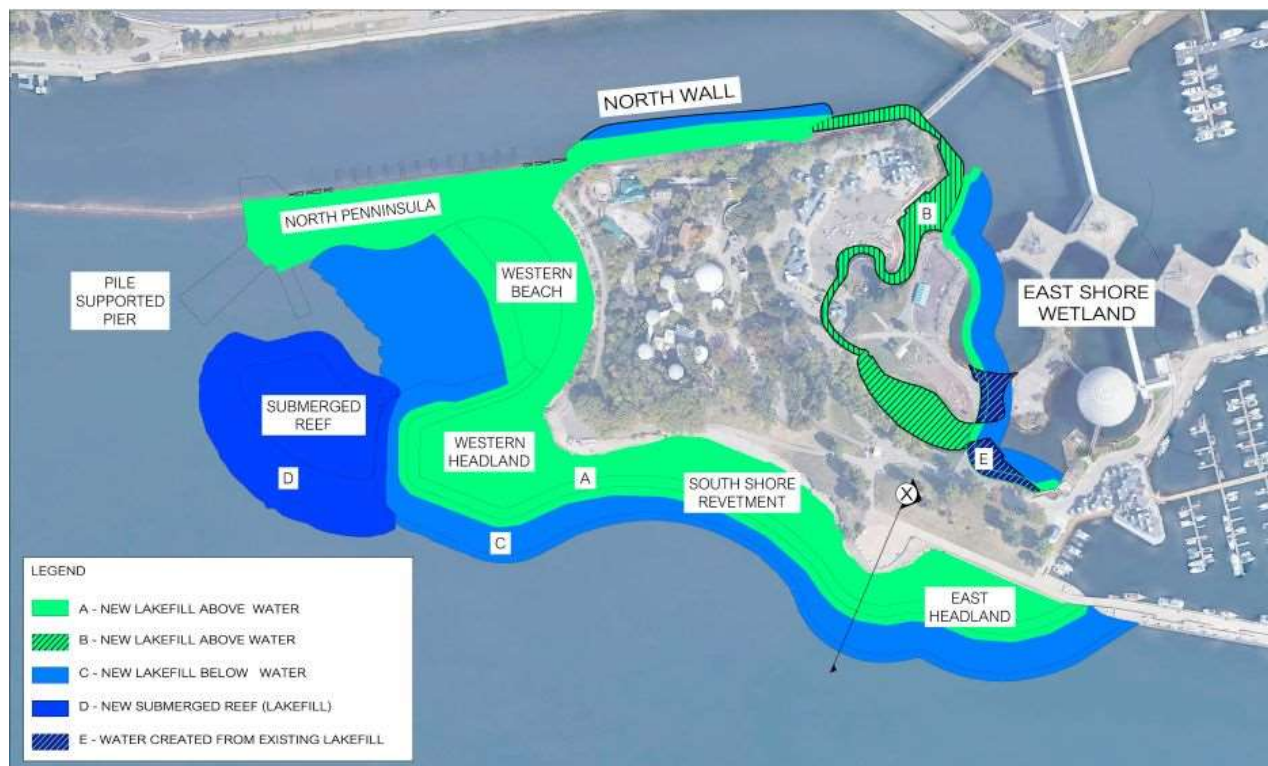 NORTH WALL
NORTH PENNINSULA
B
PILE
SUPPORTED
PIER
WESTERN
BEACH
EAST SHORE
WETLAND
SUBMERGED
REEF
WESTERN
HEADLAND
E
D
A
SOUTH SHORE
REVETMENT
X
C
EAST
HEADLAND
LEGEND
A - NEW LAKEFILL ABOVE WATER
B - NEW LAKEFILL ABOVE WATER
C - NEW LAKEFILL BELOW WATER
D - NEW SUBMERGED REEF (LAKEFILL)
E - WATER CREATED FROM EXISTING LAKEFILL